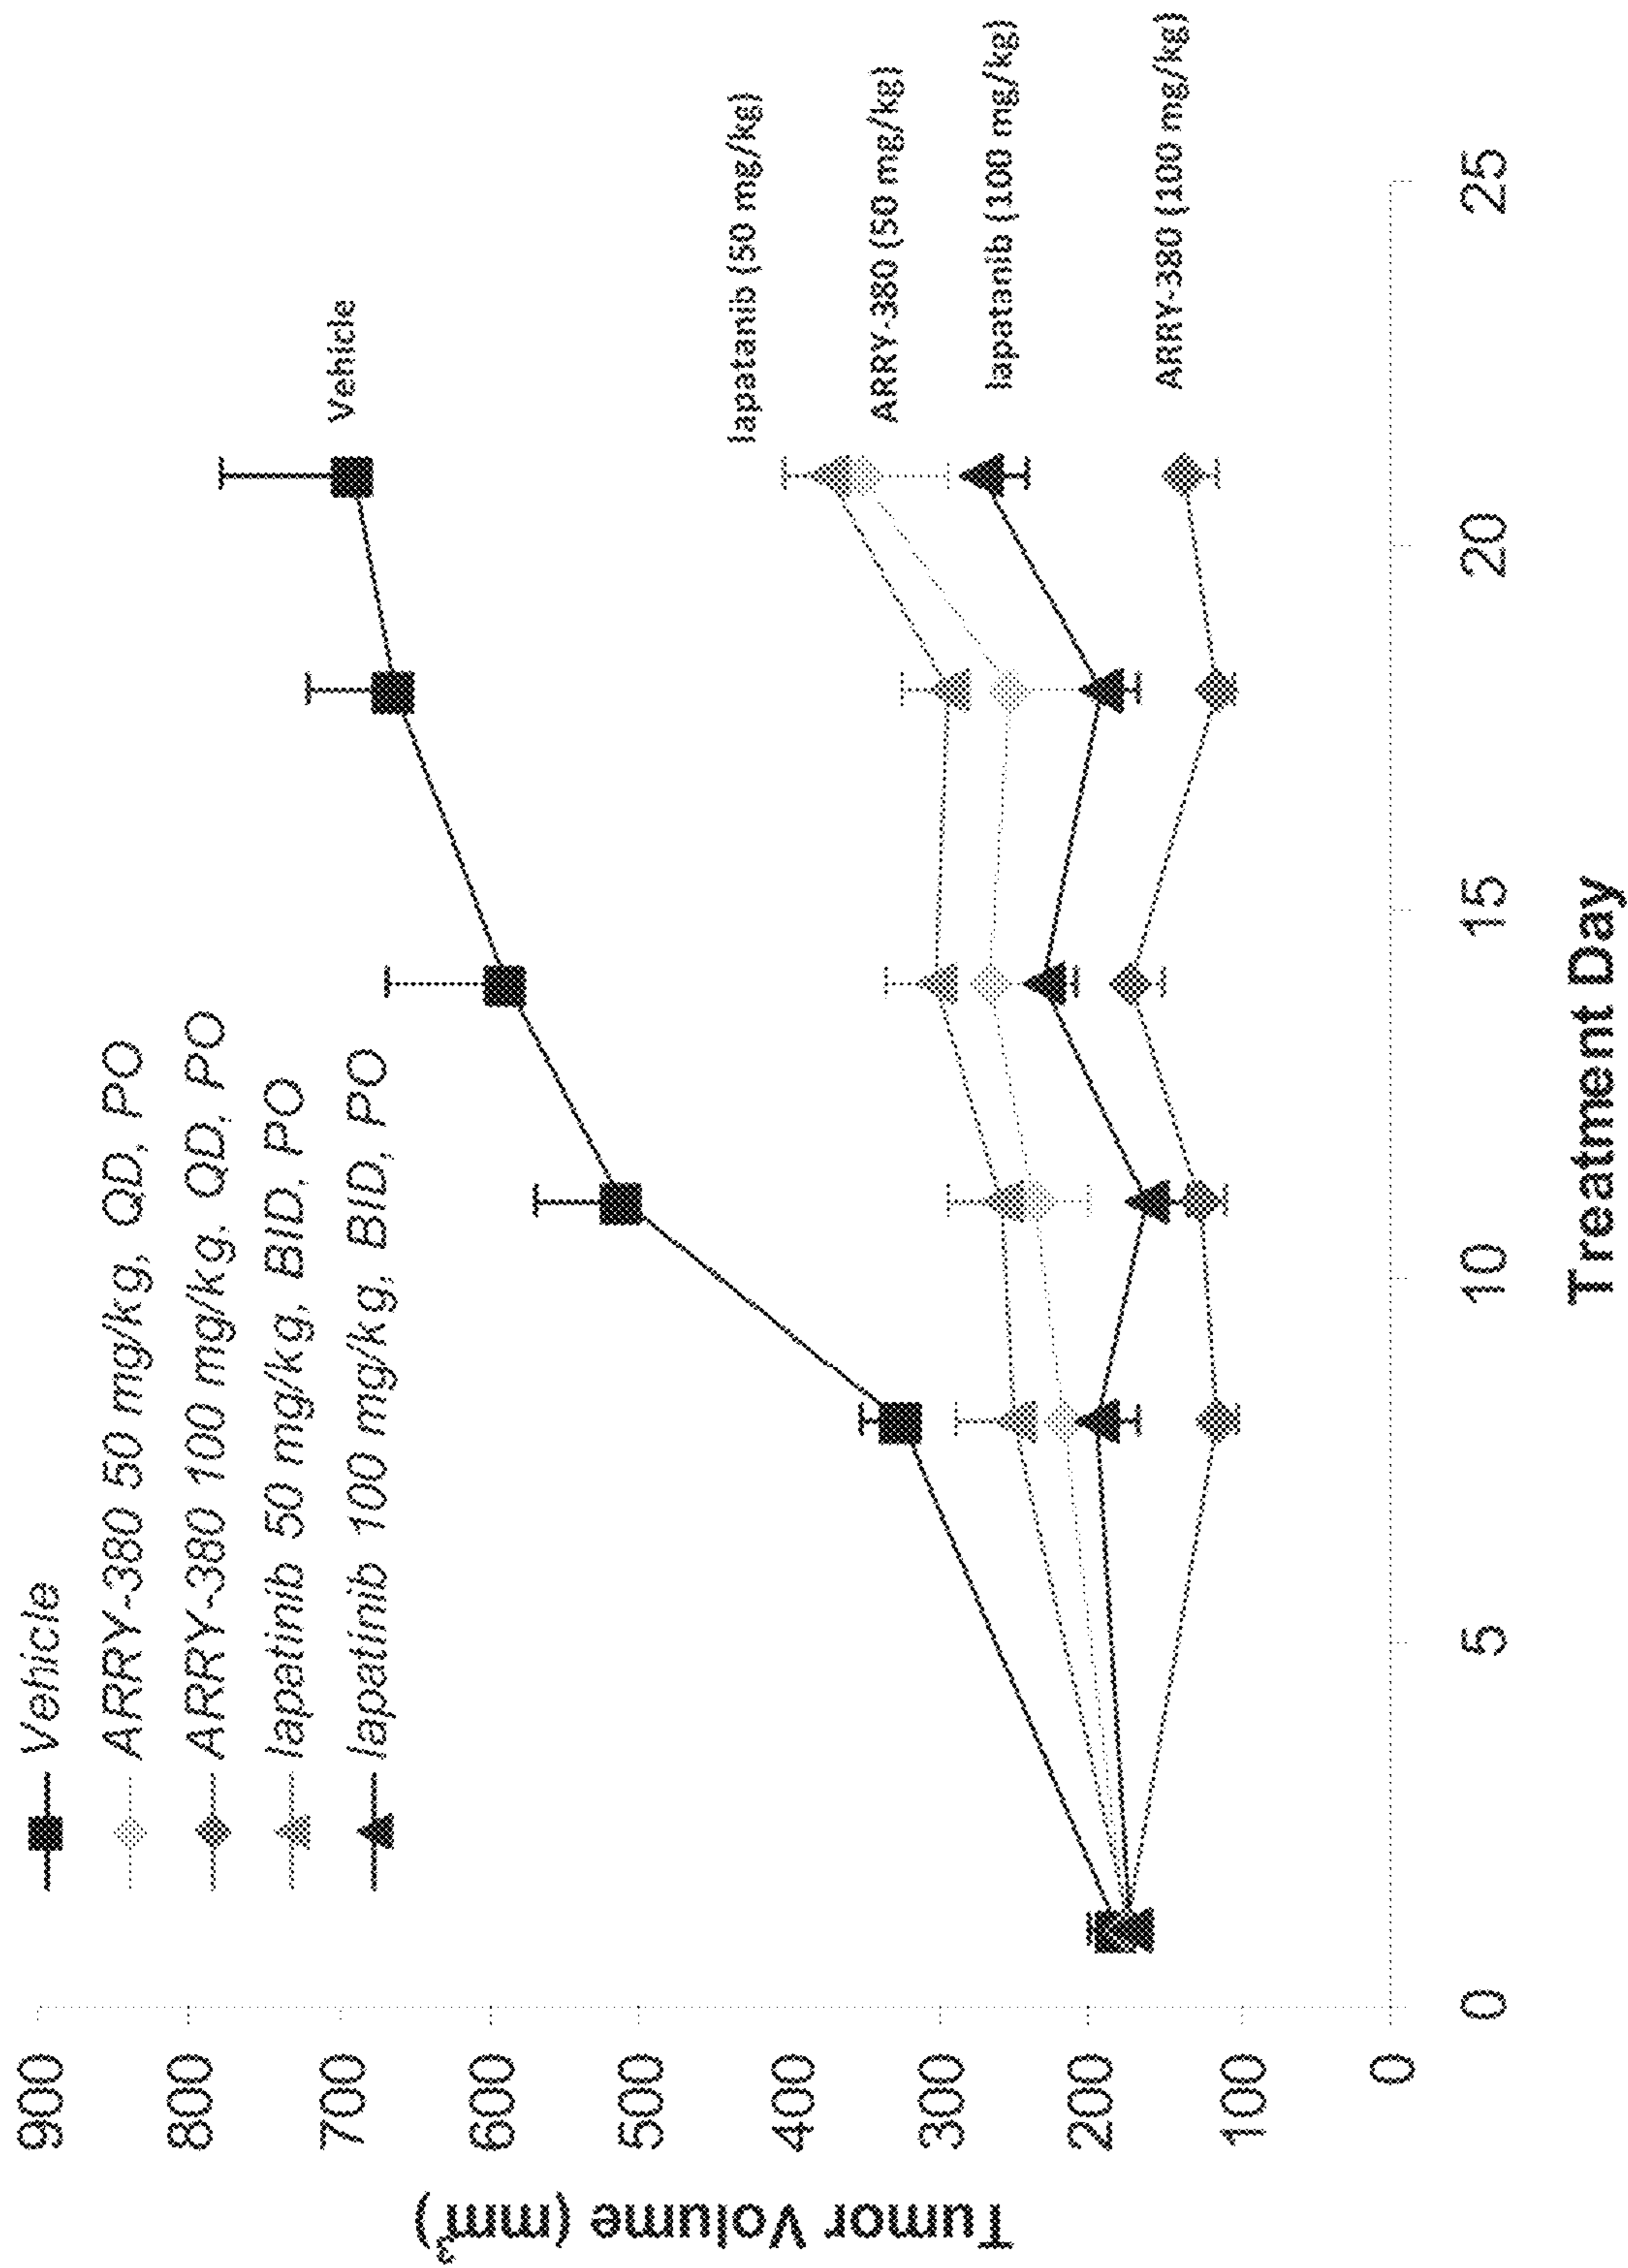 Vehicle
ARRY-380 50 mg/kg, QD, PO
ARRY-380 100 mg/kg, QD, PO
lapatinib 50 mg/kg, BID, PO
lapatinib 100 mg/kg, BID, PO
900
800
700
600
500
400
300
200
100
0
Tumor Volume (mm³)
Vehicle
lapatanib (50 mg/kg)
ARRY-380 (50 mg/kg)
lapatanib (100 mg/kg)
ARRY-380 (100 mg/kg)
0 5 10 15 20 25
Treatment Day